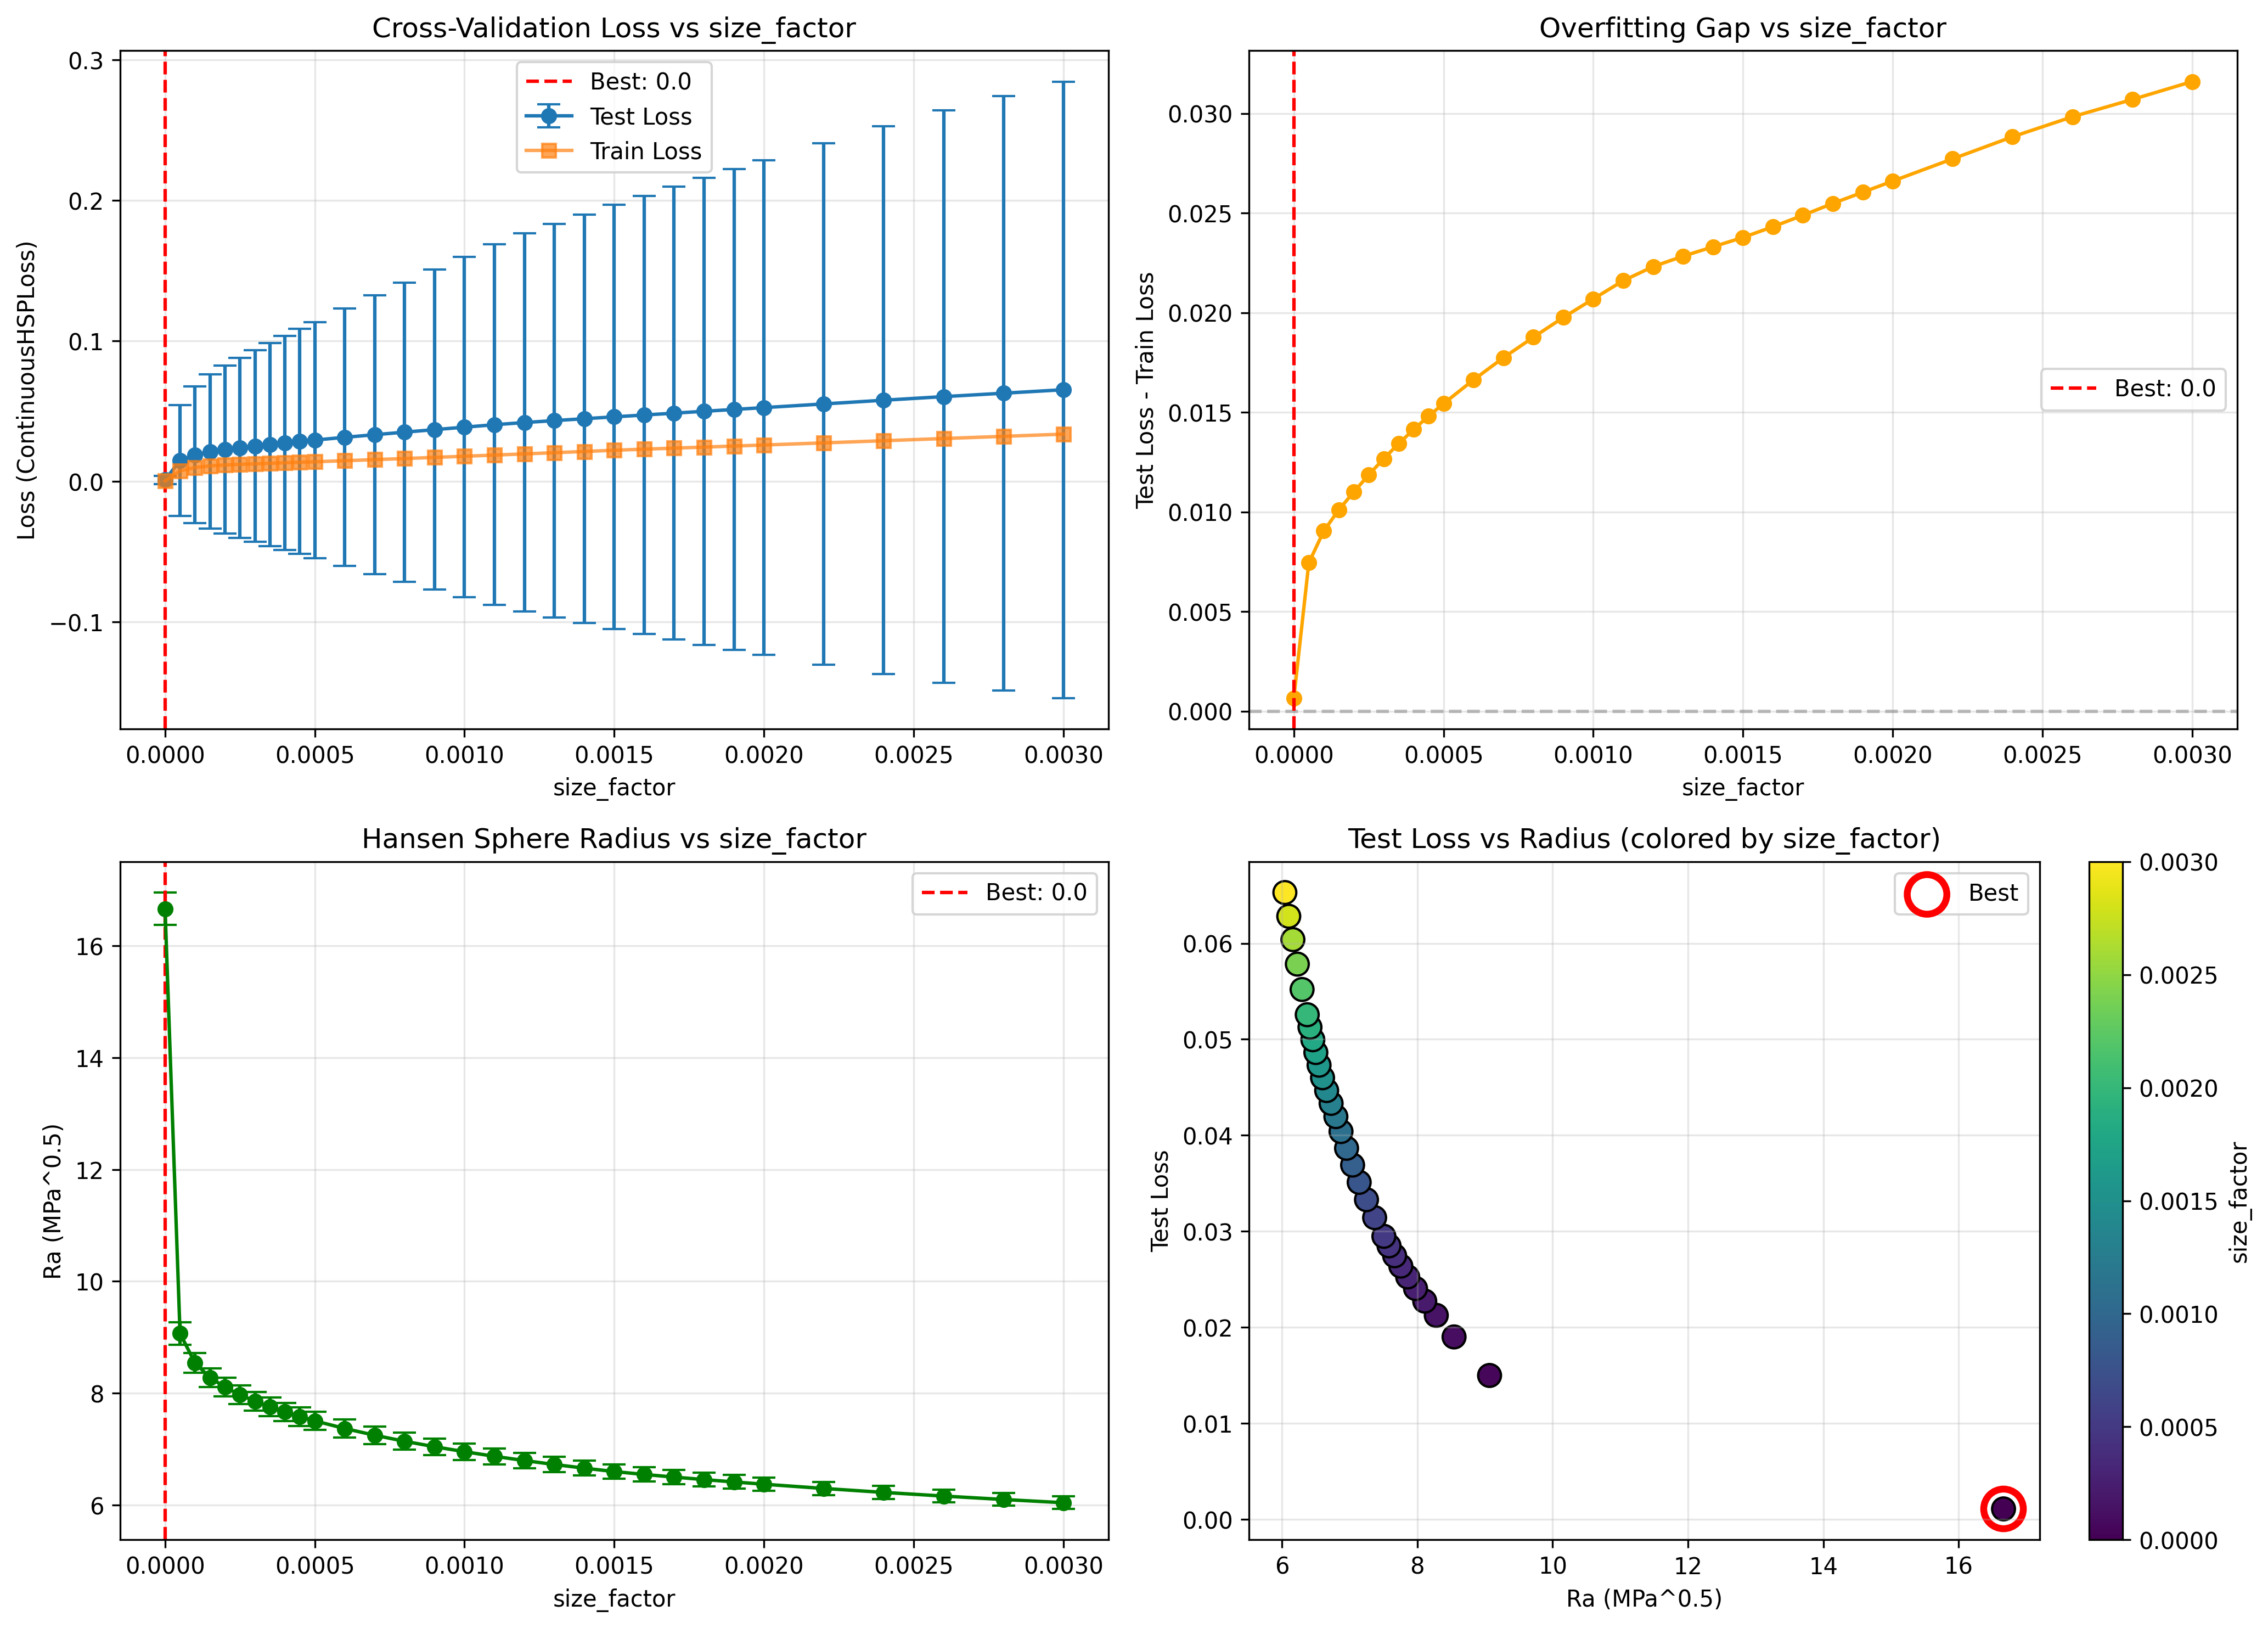 Cross-Validation Loss vs size_factor
0.3
0.2
0.1
0.0
−0.1
Loss (ContinuousHSPLoss)
Best: 0.0
Test Loss
Train Loss
0.0000 0.0005 0.0010 0.0015 0.0020 0.0025 0.0030
size_factor
Overfitting Gap vs size_factor
0.030
0.025
0.020
0.015
0.010
0.005
0.000
Test Loss - Train Loss
Best: 0.0
0.0000 0.0005 0.0010 0.0015 0.0020 0.0025 0.0030
size_factor
Hansen Sphere Radius vs size_factor
16
14
12
10
8
6
Ra (MPa^0.5)
Best: 0.0
0.0000 0.0005 0.0010 0.0015 0.0020 0.0025 0.0030
size_factor
Test Loss vs Radius (colored by size_factor)
0.06
0.05
0.04
0.03
0.02
0.01
0.00
Test Loss
Best
6 8 10 12 14 16
Ra (MPa^0.5)
0.0030
0.0025
0.0020
0.0015
0.0010
0.0005
0.0000
size_factor